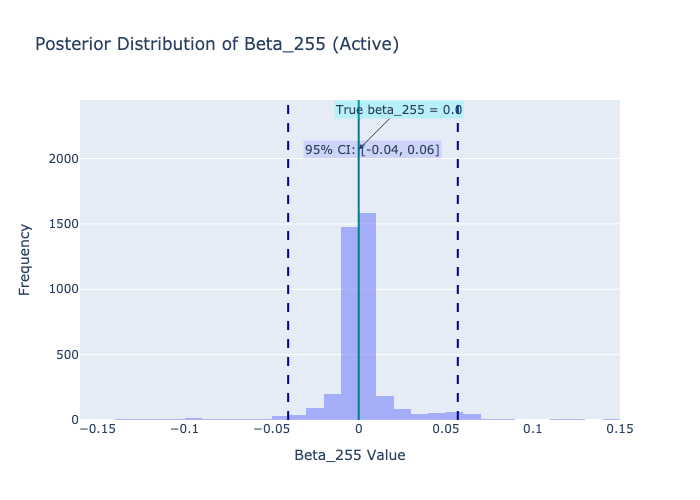 Posterior Distribution of Beta_255 (Active)
True beta_255 = 0.0
95% CI: [-0.04, 0.06]
2000
1500
1000
500
0
Frequency
−0.15 −0.1 −0.05 0 0.05 0.1 0.15
Beta_255 Value